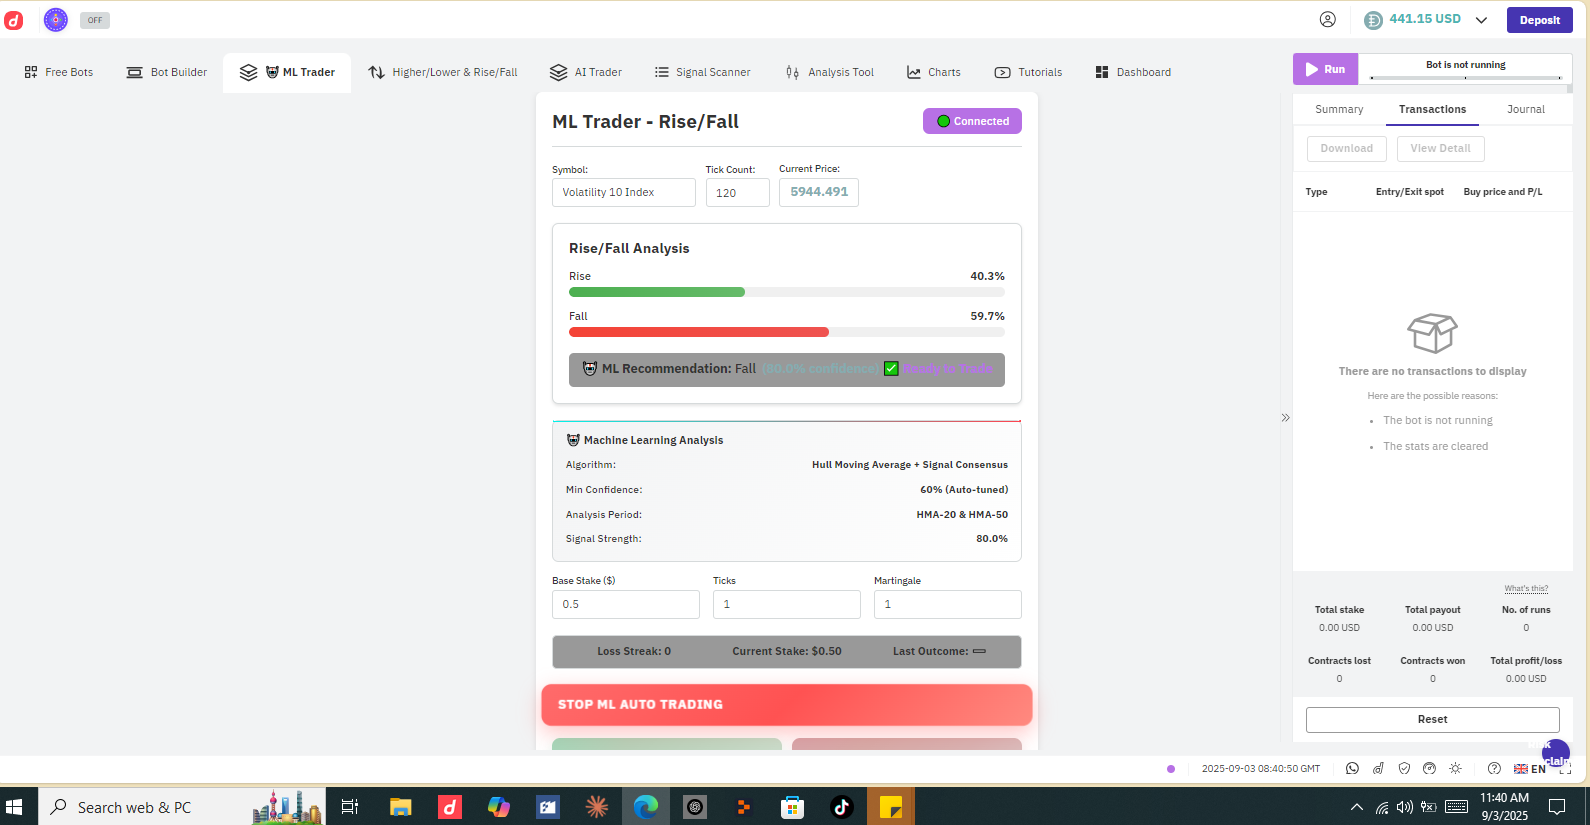 OFF
441.15 USD
Deposit
Free Bots
Bot Builder
ML Trader
Higher/Lower & Rise/Fall
AI Trader
Signal Scanner
Analysis Tool
Charts
Tutorials
Dashboard
Run
Bot is not running
ML Trader - Rise/Fall
Connected
Symbol:
Tick Count:
Current Price:
Volatility 10 Index
120
5944.491
Rise/Fall Analysis
Rise 40.3%
Fall 59.7%
ML Recommendation: Fall (80.0% confidence) Ready to Trade
Machine Learning Analysis
Algorithm: Hull Moving Average + Signal Consensus
Min Confidence: 60% (Auto-tuned)
Analysis Period: HMA-20 & HMA-50
Signal Strength: 80.0%
Base Stake ($)
Ticks
Martingale
0.5
1
1
Loss Streak: 0
Current Stake: $0.50
Last Outcome:
STOP ML AUTO TRADING
Summary
Transactions
Journal
Download
View Detail
Type
Entry/Exit spot
Buy price and P/L
There are no transactions to display
Here are the possible reasons:
• The bot is not running
• The stats are cleared
What's this?
Total stake
Total payout
No. of runs
0.00 USD
0.00 USD
0
Contracts lost
Contracts won
Total profit/loss
0
0
0.00 USD
Reset
2025-09-03 08:40:50 GMT
EN
Search web & PC
11:40 AM
9/3/2025